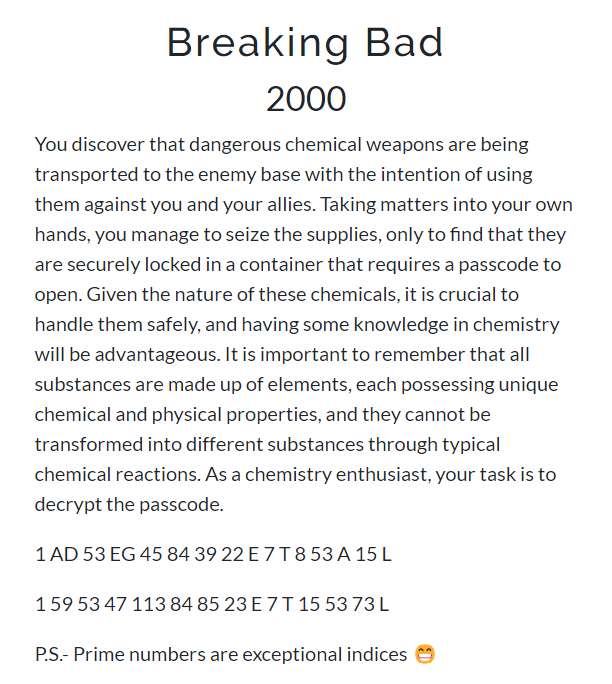 Breaking Bad
2000
You discover that dangerous chemical weapons are being
transported to the enemy base with the intention of using
them against you and your allies. Taking matters into your own
hands, you manage to seize the supplies, only to find that they
are securely locked in a container that requires a passcode to
open. Given the nature of these chemicals, it is crucial to
handle them safely, and having some knowledge in chemistry
will be advantageous. It is important to remember that all
substances are made up of elements, each possessing unique
chemical and physical properties, and they cannot be
transformed into different substances through typical
chemical reactions. As a chemistry enthusiast, your task is to
decrypt the passcode.
1 AD 53 EG 45 84 39 22 E 7 T 8 53 A 15 L
1 59 53 47 113 84 85 23 E 7 T 15 53 73 L
P.S.- Prime numbers are exceptional indices 😁